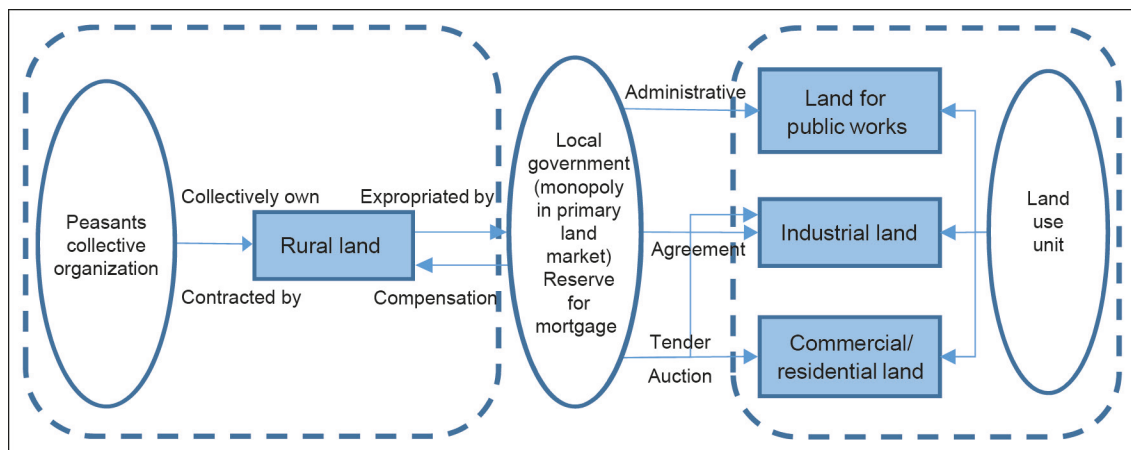 Peasants
collective
organization
Collectively own
Contracted by
Rural land
Expropriated by
Compensation
Local
government
(monopoly
in primary
land
market)
Reserve
for
mortgage
Administrative
Agreement
Tender
Auction
Land for
public works
Industrial land
Commercial/
residential land
Land
use
unit